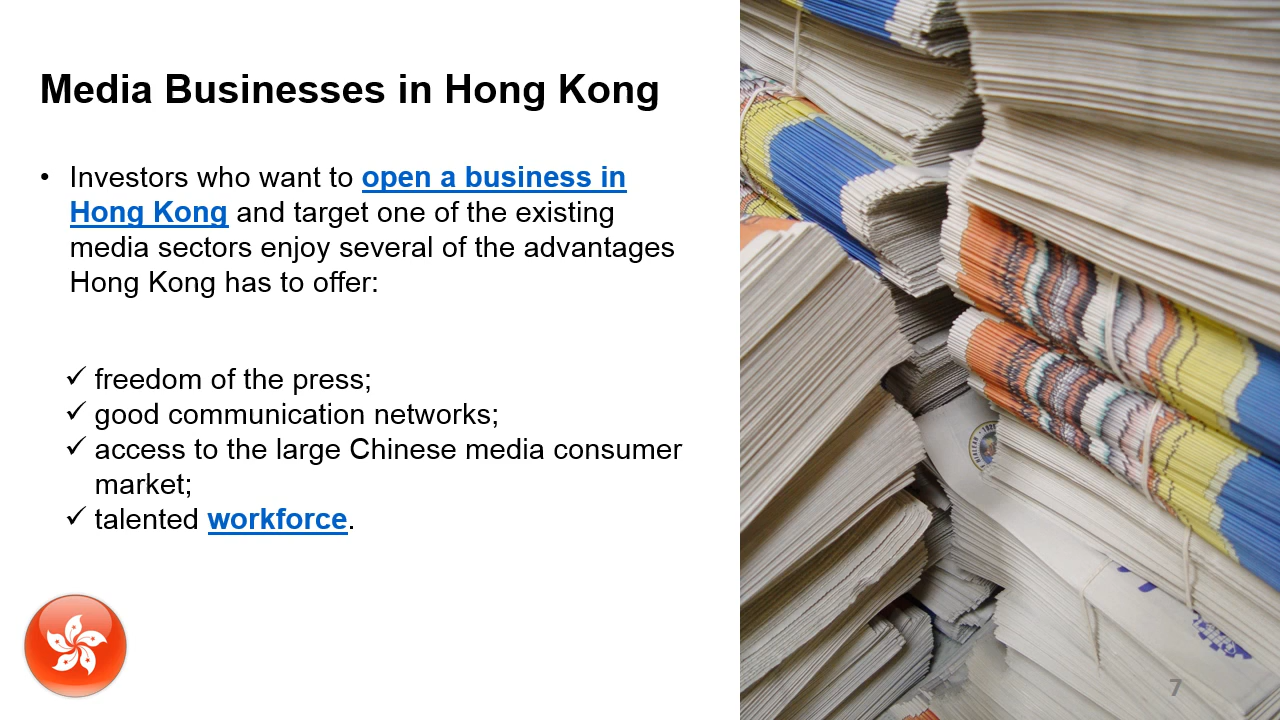 Media Businesses in Hong Kong
• Investors who want to open a business in
Hong Kong and target one of the existing
media sectors enjoy several of the advantages
Hong Kong has to offer:
✓ freedom of the press;
✓ good communication networks;
✓ access to the large Chinese media consumer
market;
✓ talented workforce.
7